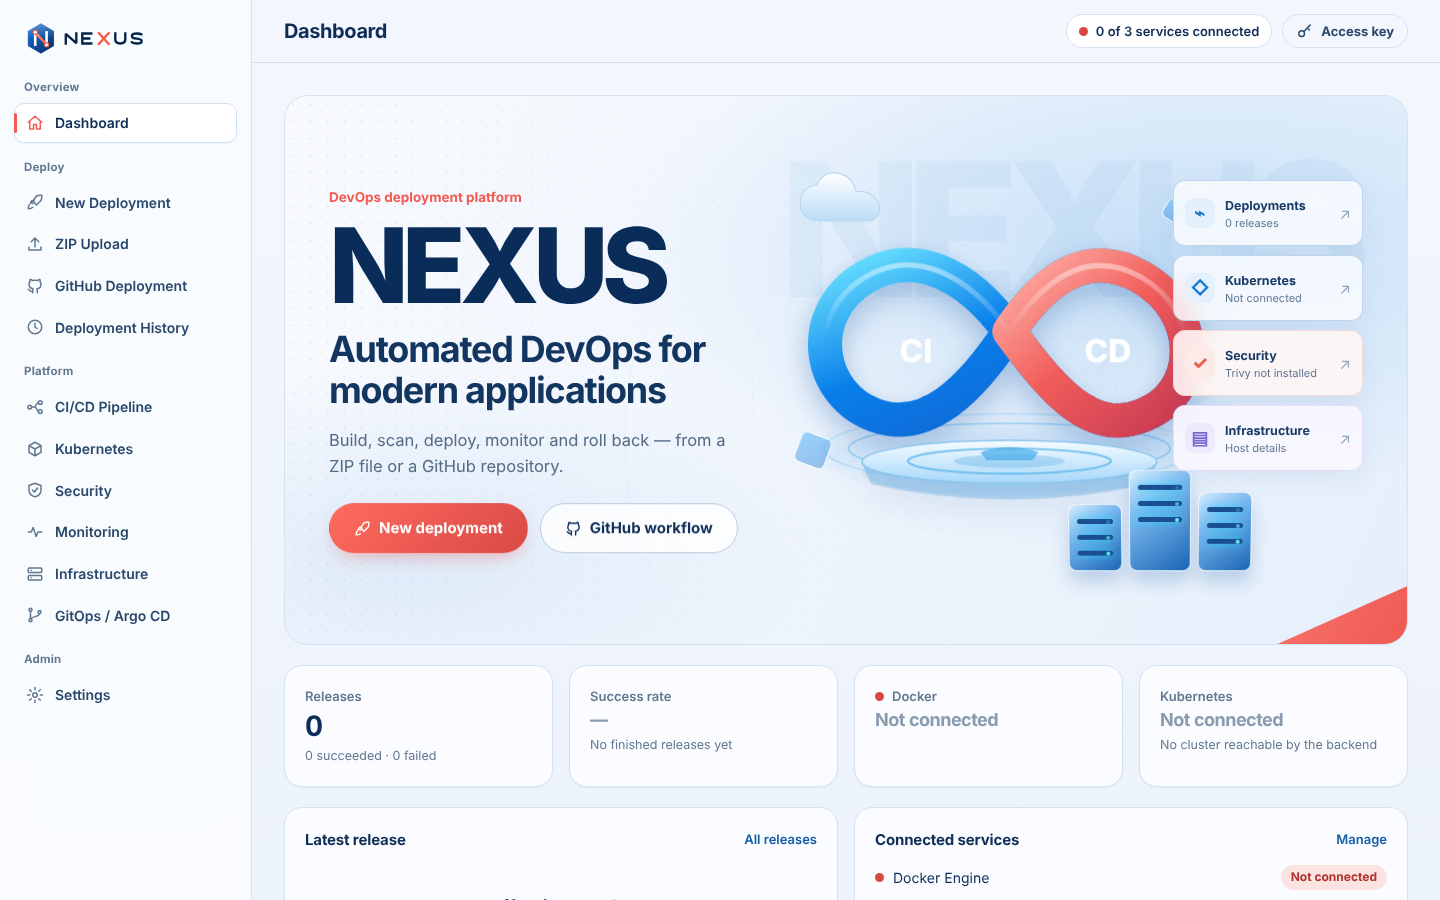 NEXUS
Overview
Dashboard
Deploy
New Deployment
ZIP Upload
GitHub Deployment
Deployment History
Platform
CI/CD Pipeline
Kubernetes
Security
Monitoring
Infrastructure
GitOps / Argo CD
Admin
Settings
Dashboard
0 of 3 services connected
Access key
DevOps deployment platform
NEXUS
Automated DevOps for
modern applications
Build, scan, deploy, monitor and roll back — from a
ZIP file or a GitHub repository.
New deployment
GitHub workflow
NEXUS
CI
CD
Deployments
0 releases
Kubernetes
Not connected
Security
Trivy not installed
Infrastructure
Host details
Releases
0
0 succeeded · 0 failed
Success rate
—
No finished releases yet
Docker
Not connected
Kubernetes
Not connected
No cluster reachable by the backend
Latest release
All releases
Connected services
Manage
Docker Engine
Not connected